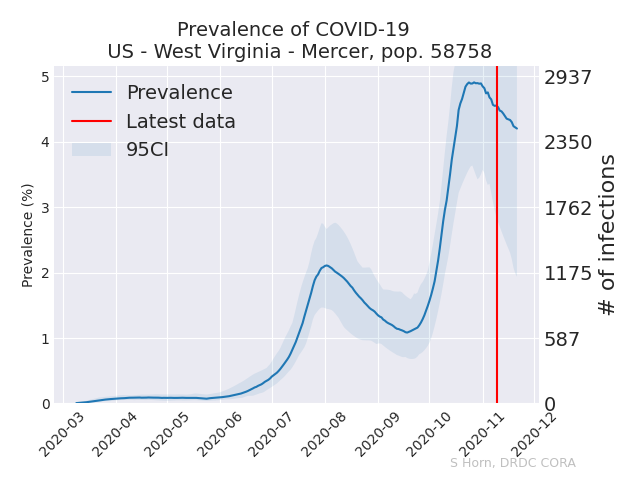 Prevalence of COVID-19
US - West Virginia - Mercer, pop. 58758
Prevalence
Latest data
95CI
Prevalence (%)
5
4
3
2
1
0
2937
2350
1762
1175
587
0
# of infections
2020-03
2020-04
2020-05
2020-06
2020-07
2020-08
2020-09
2020-10
2020-11
2020-12
S Horn, DRDC CORA